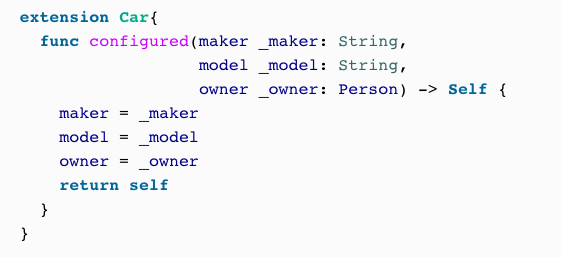 extension Car{
  func configured(maker _maker: String,
                  model _model: String,
                  owner _owner: Person) -> Self {
    maker = _maker
    model = _model
    owner = _owner
    return self
  }
}